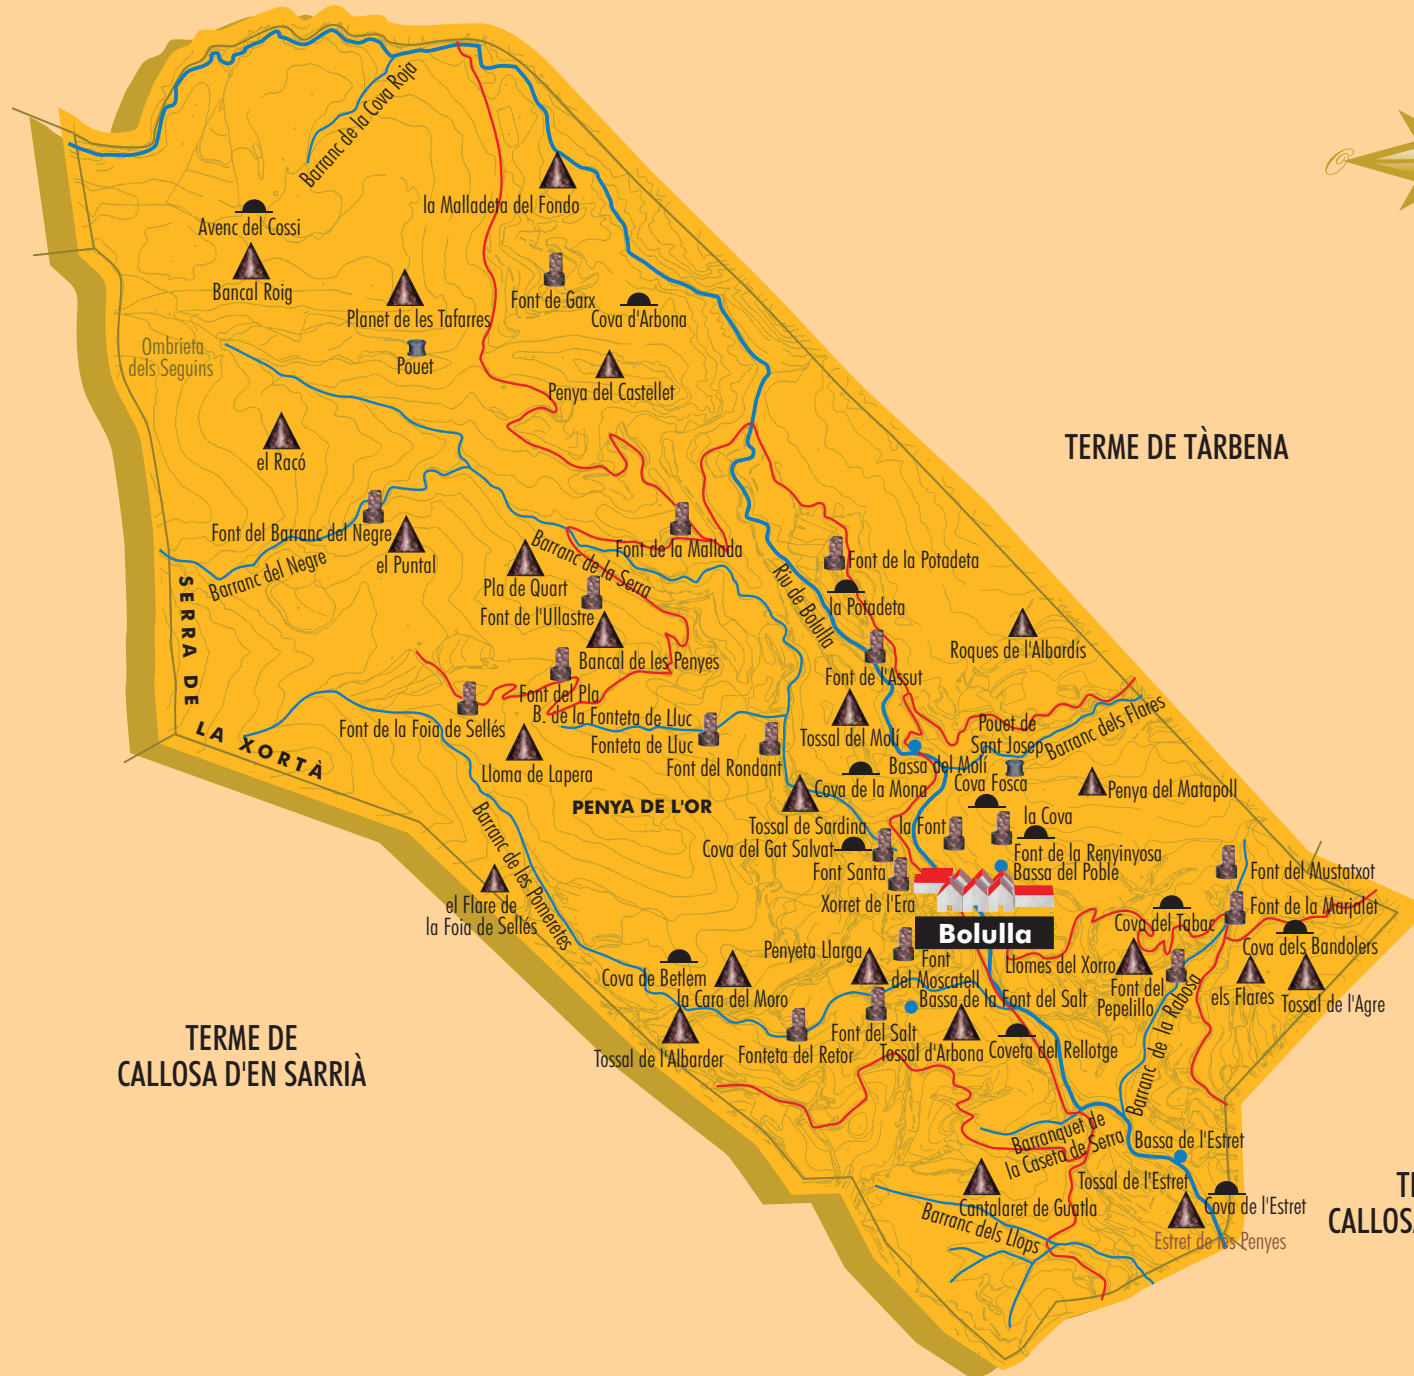 Barranc de la Cova Roja
la Malladeta del Fondo
Avenc del Cossi
Bancal Roig
Planet de les Tafarres
Pouet
Font de Garx
Cova d'Arbona
Ombrieta
dels Seguins
Penya del Castellet
TERME DE TÀRBENA
el Racó
Font del Barranc del Negre
el Puntal
Barranc del Negre
Font de la Mallada
Barranc de la Serra
Pla de Quart
Font de l'Ullastre
Bancal de les Penyes
Riu de Bolulla
Font de la Potadeta
la Potadeta
Roques de l'Albardís
Font de l'Assut
SERRA DE
LA XORTÀ
Font del Pla
B. de la Fonteta de Lluc
Font de la Foia de Sellés
Fonteta de Lluc
Lloma de Lapera
Font del Rondant
Tossal del Molí
Bassa del Molí
Pouet de
Sant Josep
Barranc dels Flares
Cova de la Mona
Cova Fosca
Penya del Matapoll
PENYA DE L'OR
Tossal de Sardina
la Font
la Cova
Cova del Gat Salvat
Font de la Renyinyosa
Font Santa
Bassa del Poble
Xorret de l'Era
Font del Mustatxot
Barranc de les Pomeretes
el Flare de
la Foia de Sellés
Font de la Marjalet
Cova del Tabac
Bolulla
Cova dels Bandolers
Penyeta Llarga
Font
del Moscatell
Llomes del Xorro
Font del
Pepelillo
Cova de Betlem
la Cara del Moro
Bassa de la Font del Salt
els Flares
Tossal de l'Agre
Barranc de la Rabosa
Font del Salt
Tossal de l'Albarder
Fonteta del Retor
Tossal d'Arbona
Coveta del Rellotge
TERME DE
CALLOSA D'EN SARRIÀ
Barranquet de
la Caseta de Serra
Bassa de l'Estret
Tossal de l'Estret
Cantalaret de Guatla
Cova de l'Estret
Barranc dels Llops
Estret de les Penyes
CALLOSA